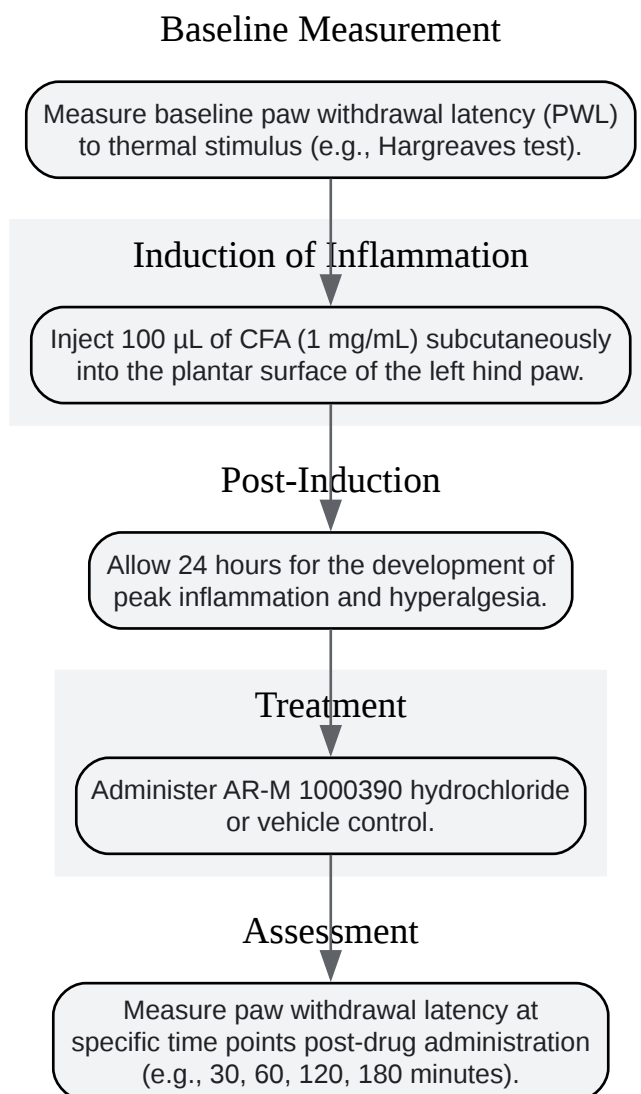 Baseline Measurement
Measure baseline paw withdrawal latency (PWL)
to thermal stimulus (e.g., Hargreaves test).
Induction of Inflammation
Inject 100 µL of CFA (1 mg/mL) subcutaneously
into the plantar surface of the left hind paw.
Post-Induction
Allow 24 hours for the development of
peak inflammation and hyperalgesia.
Treatment
Administer AR-M 1000390 hydrochloride
or vehicle control.
Assessment
Measure paw withdrawal latency at
specific time points post-drug administration
(e.g., 30, 60, 120, 180 minutes).